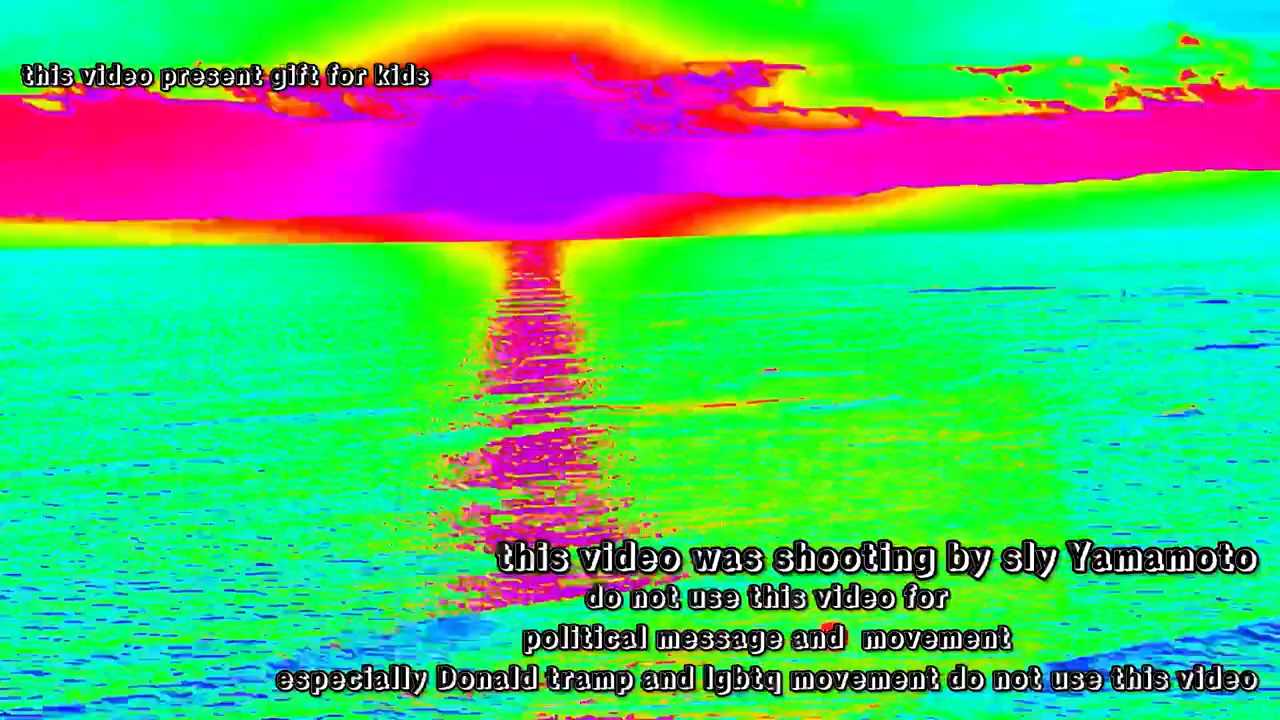 this video present gift for kids
this video was shooting by sly Yamamoto
do not use this video for
political message and movement
especially Donald tramp and lgbtq movement do not use this video